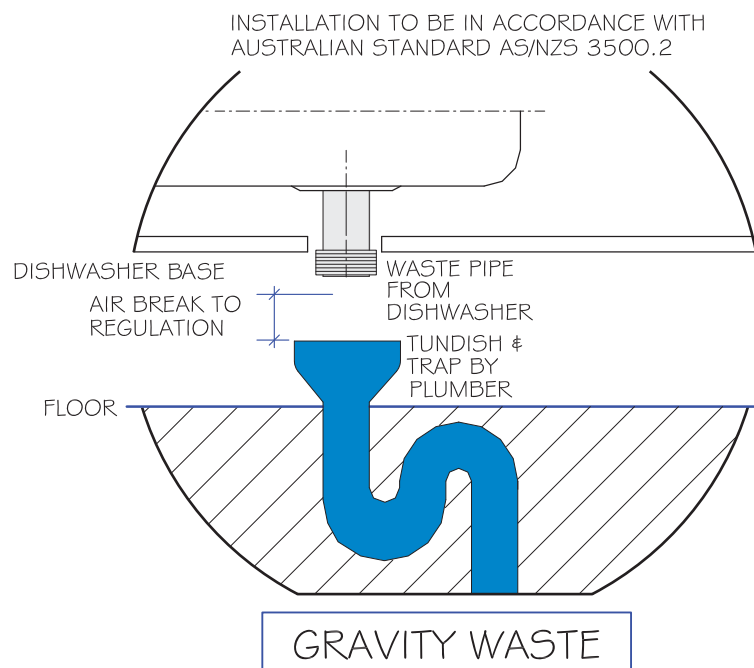 INSTALLATION TO BE IN ACCORDANCE WITH
AUSTRALIAN STANDARD AS/NZS 3500.2
DISHWASHER BASE
AIR BREAK TO
REGULATION
WASTE PIPE
FROM
DISHWASHER
TUNDISH &
TRAP BY
PLUMBER
FLOOR
GRAVITY WASTE